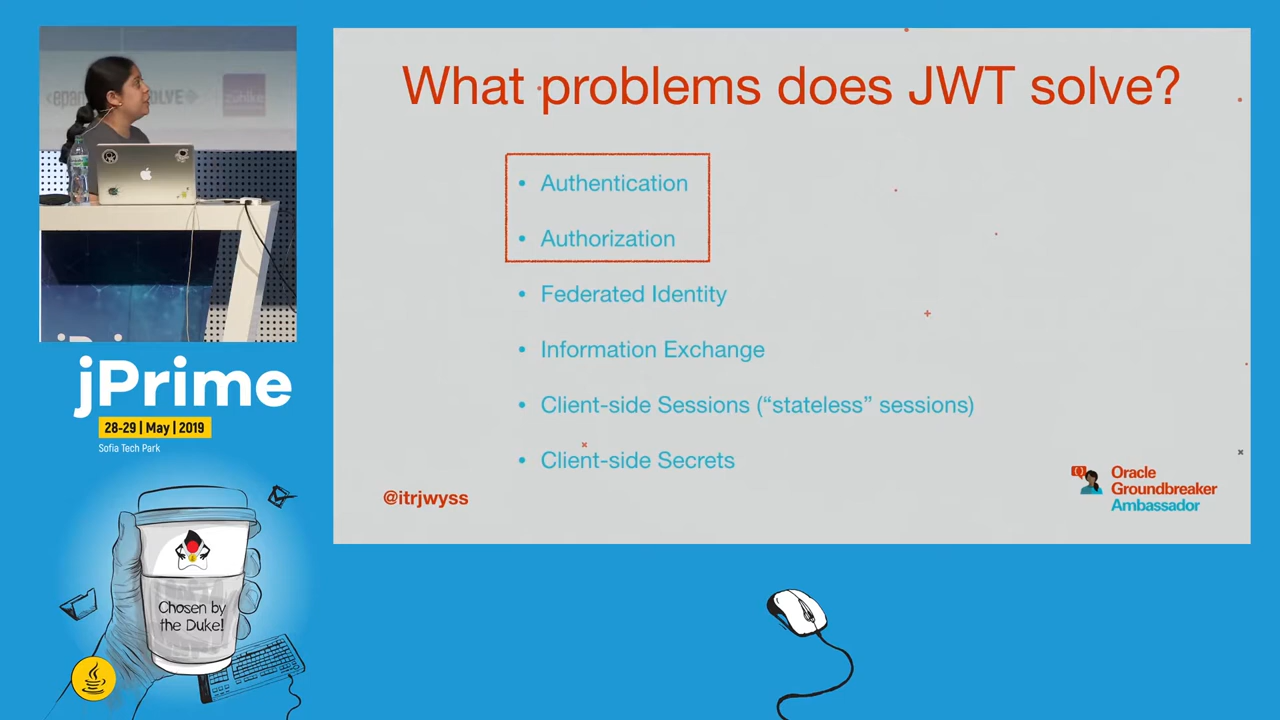 What problems does JWT solve?
• Authentication
• Authorization
• Federated Identity
• Information Exchange
• Client-side Sessions (“stateless” sessions)
• Client-side Secrets
@itrjwyss
Oracle
Groundbreaker
Ambassador
jPrime
28-29 | May | 2019
Sofia Tech Park
Chosen by
the Duke!